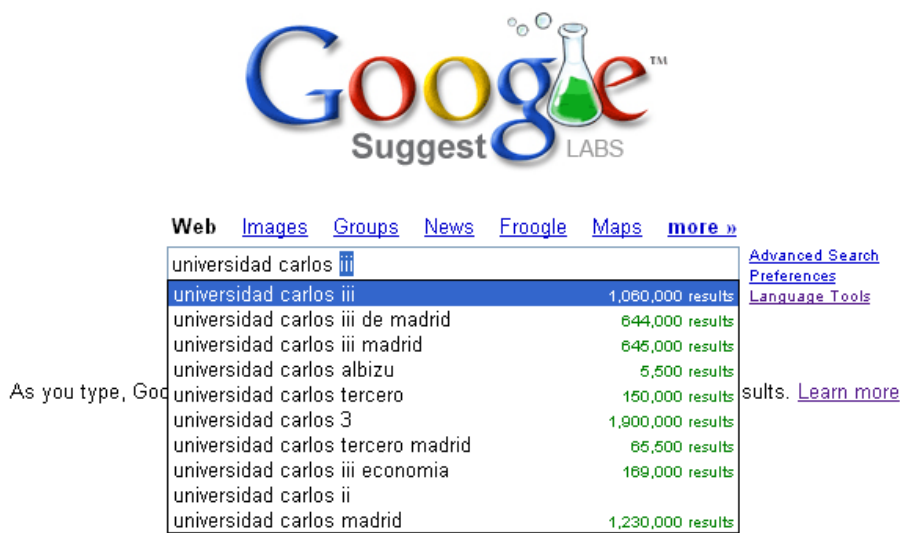 Google™
Suggest LABS
Web Images Groups News Froogle Maps more »
universidad carlos iii
Advanced Search
Preferences
Language Tools
universidad carlos iii 1,060,000 results
universidad carlos iii de madrid 644,000 results
universidad carlos iii madrid 645,000 results
universidad carlos albizu 5,500 results
As you type, Goo
sults. Learn more
universidad carlos tercero 150,000 results
universidad carlos 3 1,900,000 results
universidad carlos tercero madrid 65,500 results
universidad carlos iii economia 169,000 results
universidad carlos ii
universidad carlos madrid 1,230,000 results